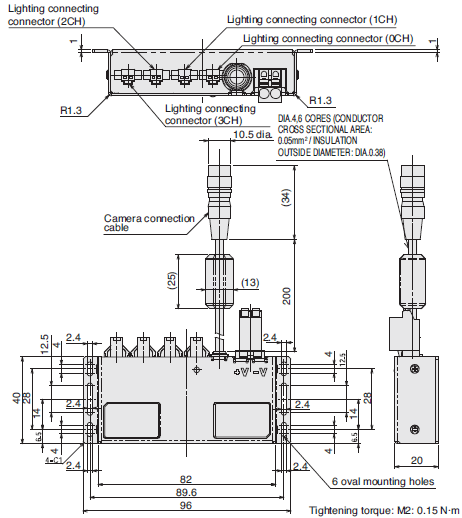 Lighting connecting
connector (2CH)
Lighting connecting connector (1CH)
Lighting connecting connector (0CH)
1
1
R1.3
R1.3
Lighting connecting
connector (3CH)
DIA.4,6 CORES (CONDUCTOR
CROSS SECTIONAL AREA:
0.05mm² / INSULATION
OUTSIDE DIAMETER: DIA.0.38)
10.5 dia.
(34)
Camera connection
cable
(25)
(13)
200
2.4
2.4
4
4
12.5
12.5
+V -V
40
28
14
2.4
2.4
14
28
6.5
4
4
6.5
4-C1
2.4
2.4
82
20
89.6
6 oval mounting holes
96
Tightening torque: M2: 0.15 N·m